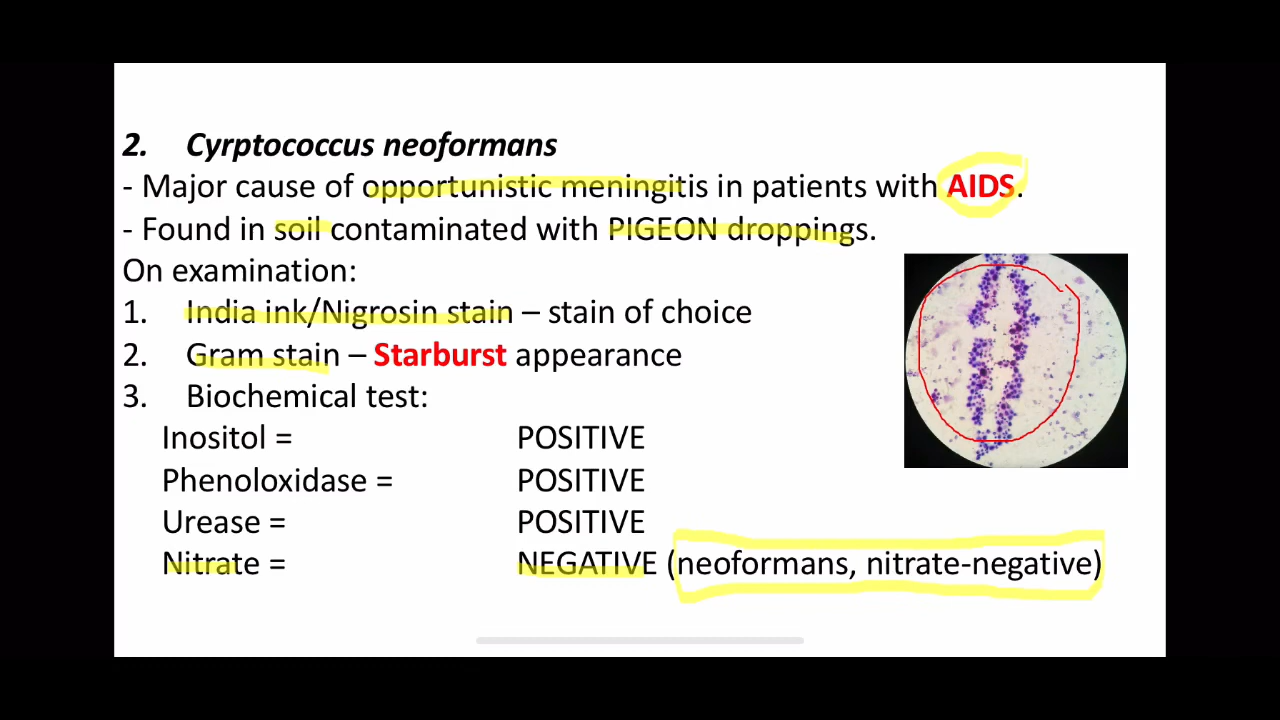 2. Cyrptococcus neoformans
- Major cause of opportunistic meningitis in patients with AIDS.
- Found in soil contaminated with PIGEON droppings.
On examination:
1. India ink/Nigrosin stain – stain of choice
2. Gram stain – Starburst appearance
3. Biochemical test:
Inositol = POSITIVE
Phenoloxidase = POSITIVE
Urease = POSITIVE
Nitrate = NEGATIVE (neoformans, nitrate-negative)